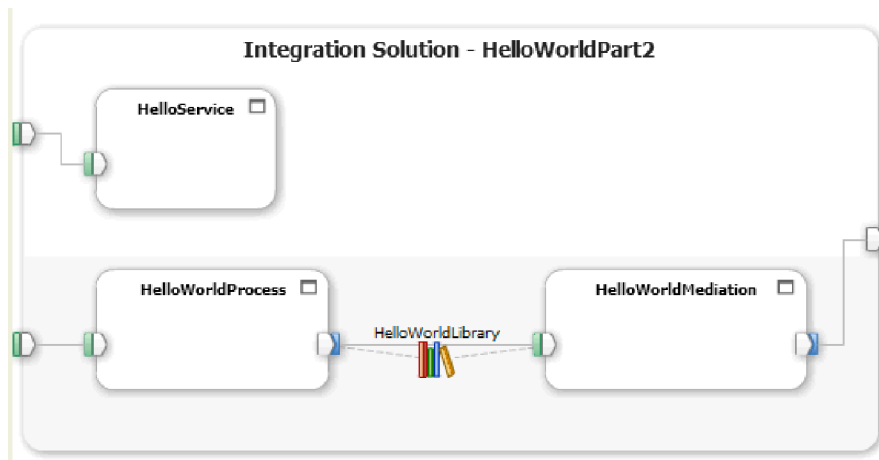 Integration Solution - HelloWorldPart2
HelloService
HelloWorldProcess
HelloWorldLibrary
HelloWorldMediation